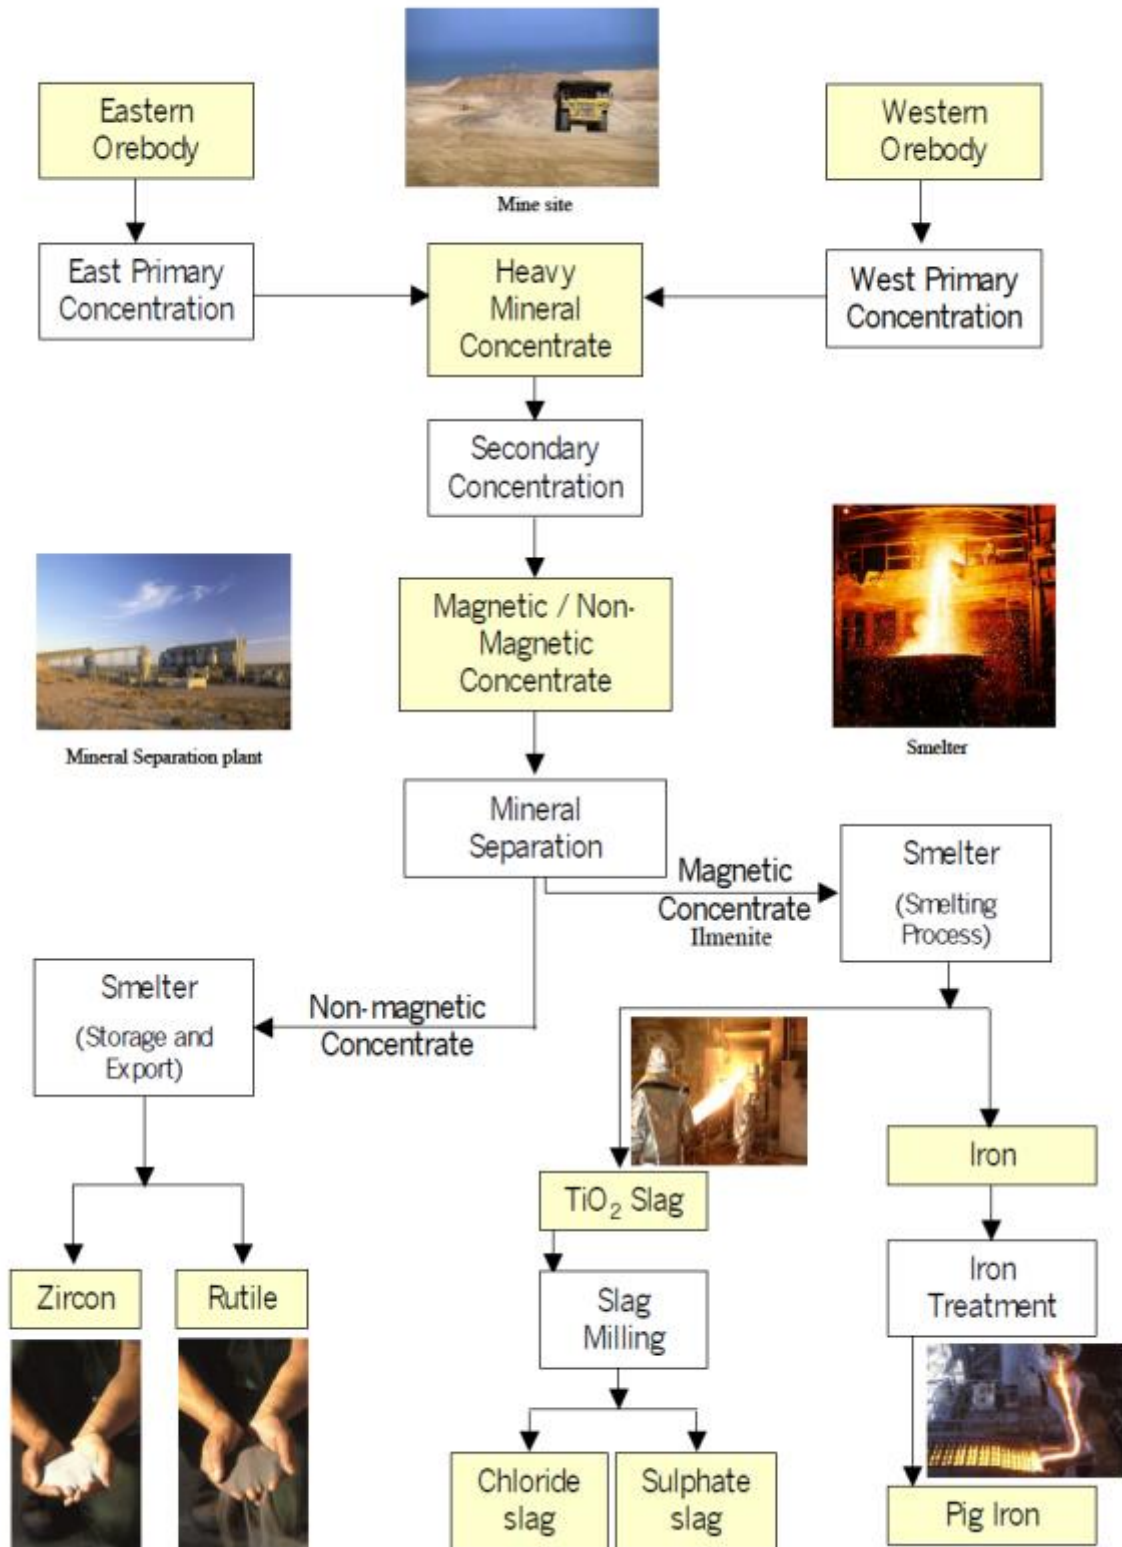 Eastern
Orebody
Western
Orebody
Mine site
East Primary
Concentration
Heavy
Mineral
Concentrate
West Primary
Concentration
Secondary
Concentration
Magnetic / Non-
Magnetic
Concentrate
Mineral Separation plant
Smelter
Mineral
Separation
Magnetic
Concentrate
Ilmenite
Smelter
(Smelting
Process)
Smelter
(Storage and
Export)
Non-magnetic
Concentrate
Iron
TiO₂ Slag
Zircon
Rutile
Slag
Milling
Iron
Treatment
Chloride
slag
Sulphate
slag
Pig Iron